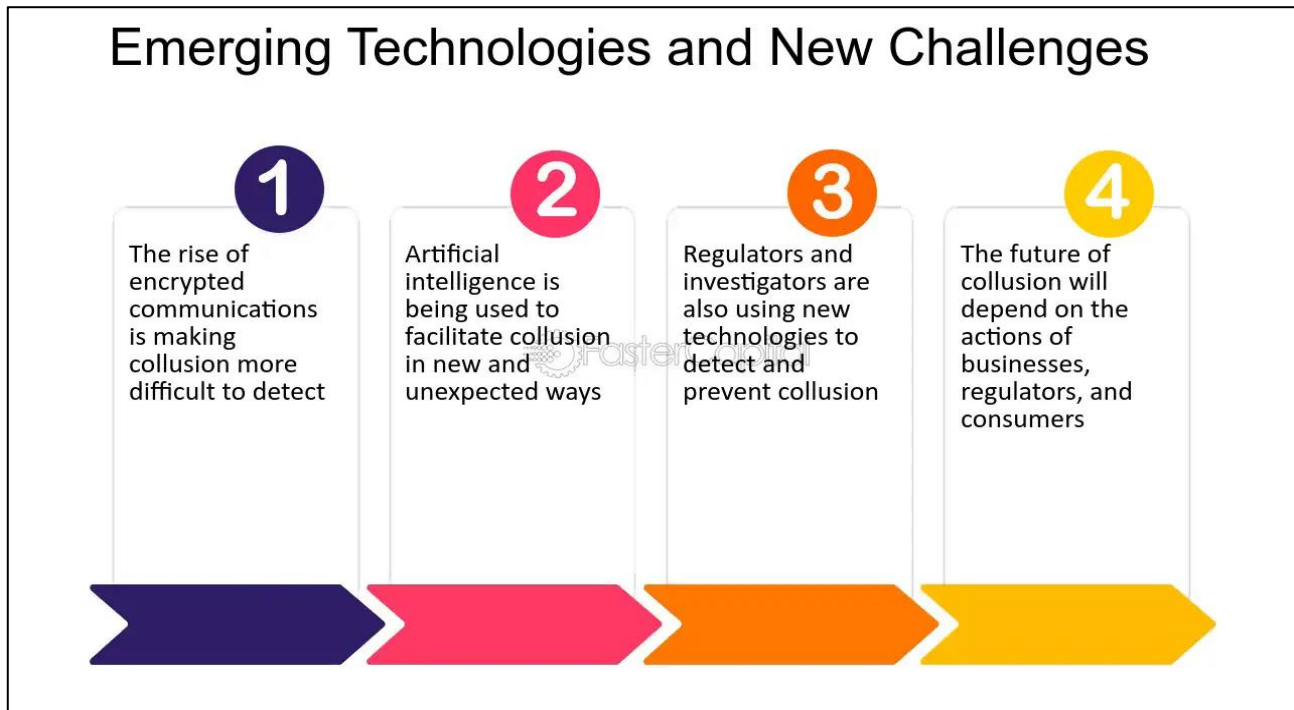 Emerging Technologies and New Challenges
1
The rise of
encrypted
communications
is making
collusion more
difficult to detect
2
Artificial
intelligence is
being used to
facilitate collusion
in new and
unexpected ways
3
Regulators and
investigators are
also using new
technologies to
detect and
prevent collusion
4
The future of
collusion will
depend on the
actions of
businesses,
regulators, and
consumers
FasterCapital